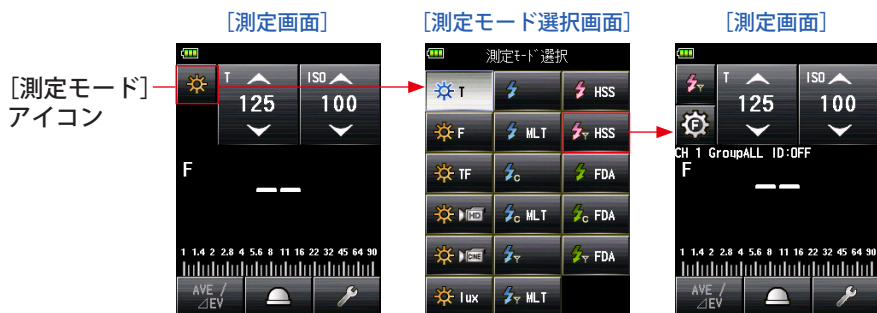 [測定画面]
[測定モード選択画面]
[測定画面]
[測定モード]
アイコン
T
125
ISO
100
F
1 1.4 2 2.8 4 5.6 8 11 16 22 32 45 64 90
AVE /
⊿EV
測定ﾓｰﾄﾞ選択
T
HSS
F
MLT
HSS
TF
C
FDA
HD
C MLT
C FDA
CINE
FDA
lux
MLT
T
125
ISO
100
F
CH 1 GroupALL ID:OFF
F
1 1.4 2 2.8 4 5.6 8 11 16 22 32 45 64 90
AVE /
⊿EV